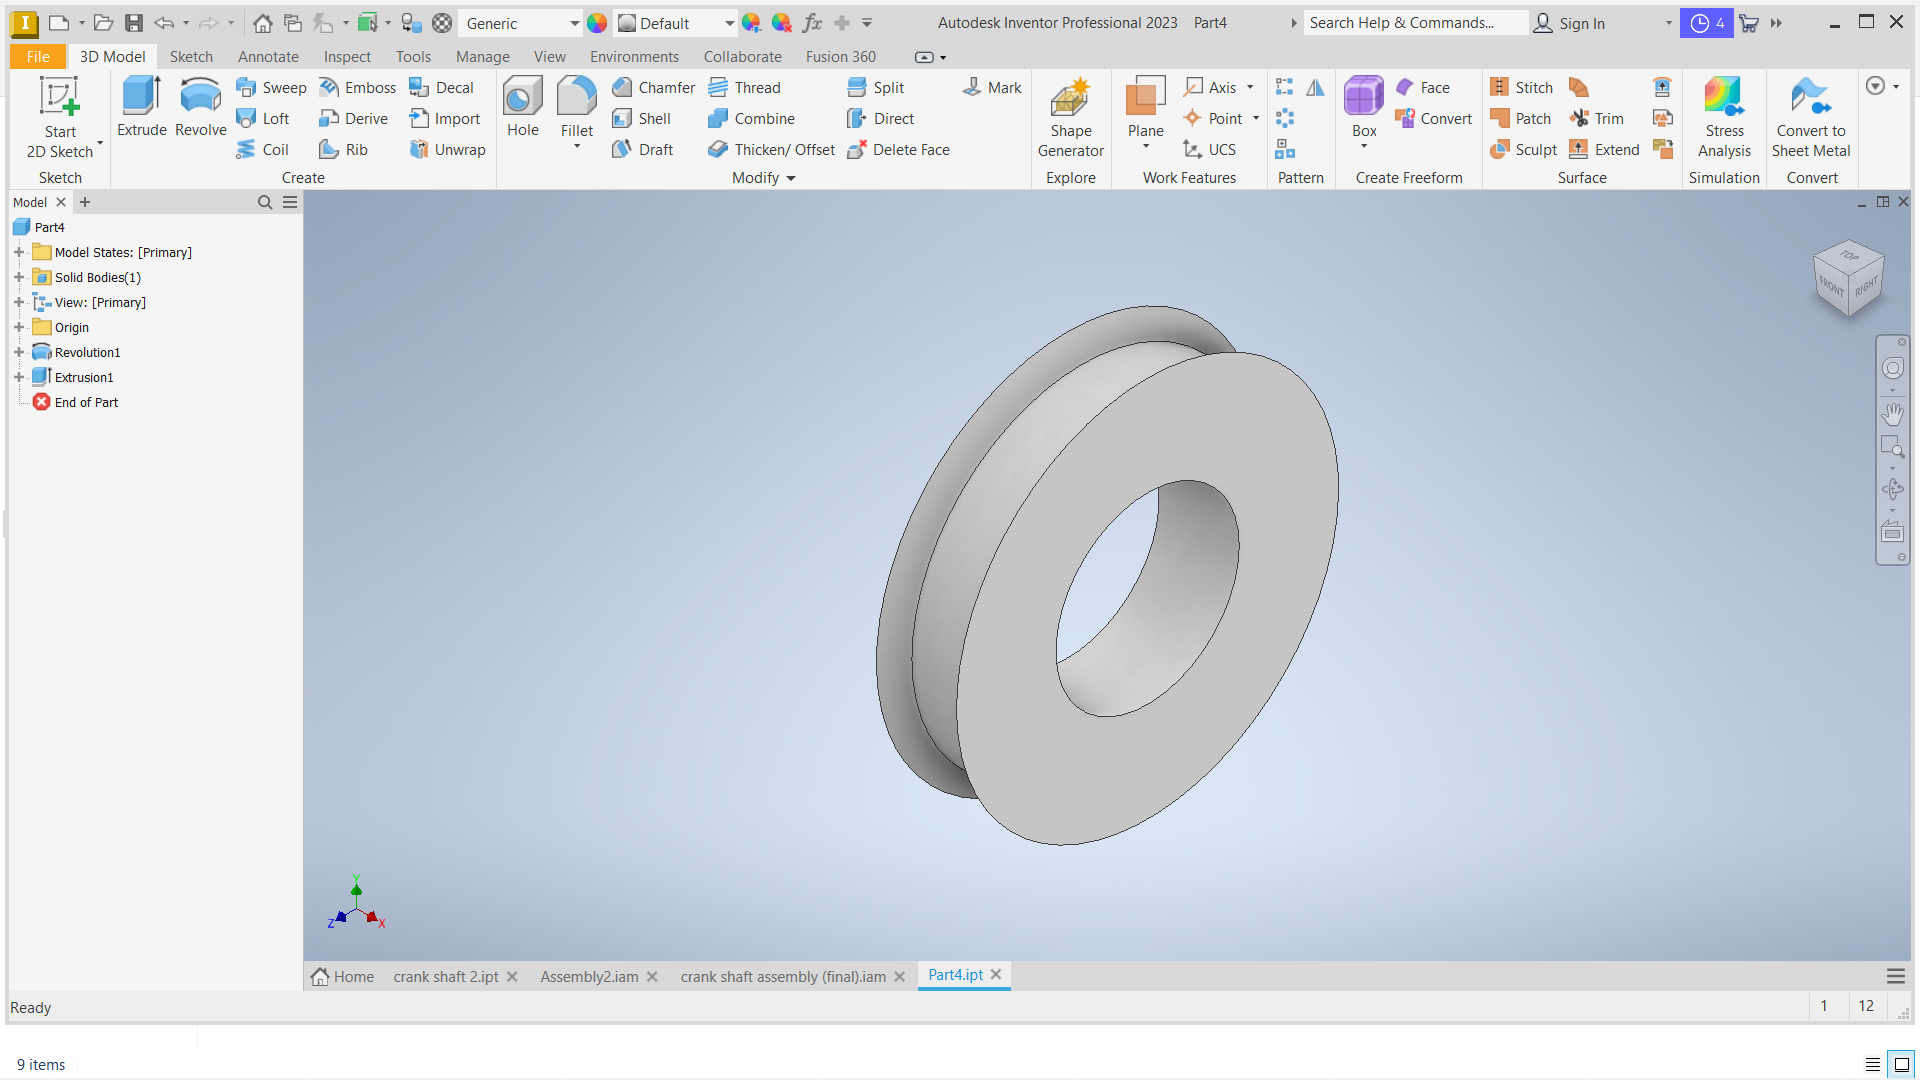 Generic
Default
Autodesk Inventor Professional 2023 Part4
Search Help & Commands...
Sign In
4
File 3D Model Sketch Annotate Inspect Tools Manage View Environments Collaborate Fusion 360
Start
2D Sketch
Sketch
Extrude
Revolve
Sweep
Emboss
Decal
Loft
Derive
Import
Coil
Rib
Unwrap
Create
Hole
Fillet
Chamfer
Thread
Split
Mark
Shell
Combine
Direct
Draft
Thicken/ Offset
Delete Face
Modify
Shape
Generator
Explore
Plane
Axis
Point
UCS
Work Features
Pattern
Box
Face
Convert
Create Freeform
Stitch
Patch
Trim
Sculpt
Extend
Surface
Stress
Analysis
Simulation
Convert to
Sheet Metal
Convert
Model
Part4
Model States: [Primary]
Solid Bodies(1)
View: [Primary]
Origin
Revolution1
Extrusion1
End of Part
TOP
FRONT
RIGHT
Y
Z
X
Home crank shaft 2.ipt Assembly2.iam crank shaft assembly (final).iam Part4.ipt
Ready
1 12
9 items